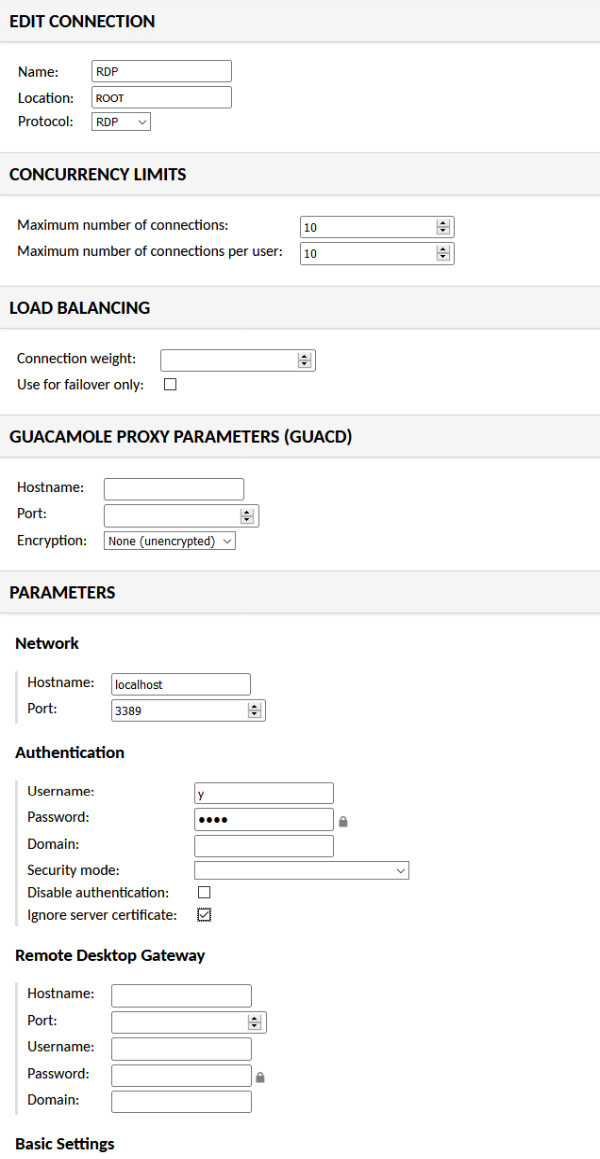 EDIT CONNECTION
Name: RDP
Location: ROOT
Protocol: RDP
CONCURRENCY LIMITS
Maximum number of connections: 10
Maximum number of connections per user: 10
LOAD BALANCING
Connection weight:
Use for failover only:
GUACAMOLE PROXY PARAMETERS (GUACD)
Hostname:
Port:
Encryption: None (unencrypted)
PARAMETERS
Network
Hostname: localhost
Port: 3389
Authentication
Username: y
Password: ●●●●
Domain:
Security mode:
Disable authentication:
Ignore server certificate:
Remote Desktop Gateway
Hostname:
Port:
Username:
Password:
Domain:
Basic Settings